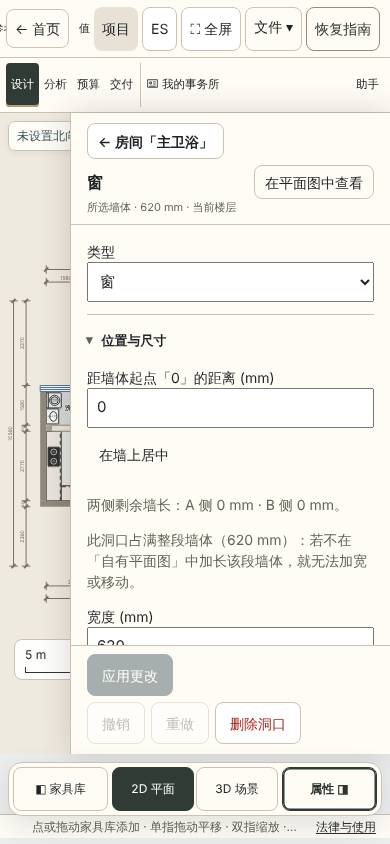 ← 首页
值
项目
ES
全屏
文件 ▾
恢复指南
设计
分析
预算
交付
我的事务所
助手
未设置北
← 房间「主卫浴」
窗
在平面图中查看
所选墙体 · 620 mm · 当前楼层
类型
窗
▼ 位置与尺寸
距墙体起点「0」的距离 (mm)
0
在墙上居中
两侧剩余墙长：A 侧 0 mm · B 侧 0 mm。
此洞口占满整段墙体（620 mm）：若不在
「自有平面图」中加长该段墙体，就无法加宽
或移动。
宽度 (mm)
620
5 m
应用更改
撤销
重做
删除洞口
家具库
2D 平面
3D 场景
属性
点或拖动家具库添加 · 单指拖动平移 · 双指缩放 ·...
法律与使用